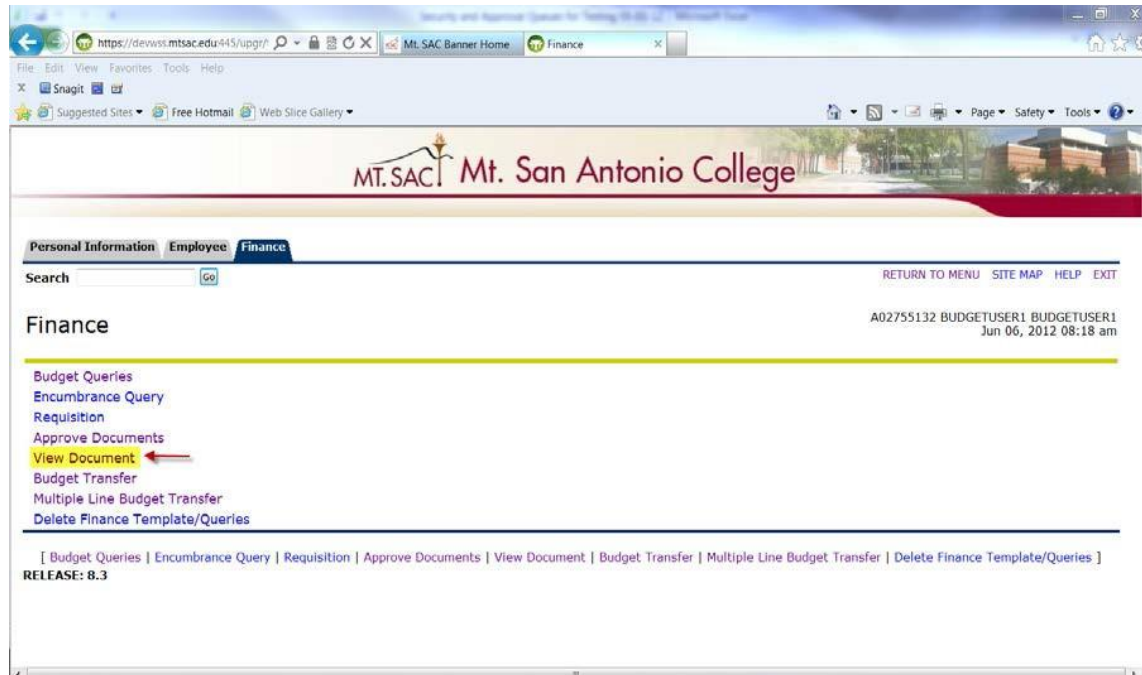 https://devwss.mtsac.edu:445/upgr/
Mt. SAC Banner Home
Finance
File Edit View Favorites Tools Help
X Snagit
Suggested Sites Free Hotmail Web Slice Gallery
Page Safety Tools
MT. SAC Mt. San Antonio College
Personal Information Employee Finance
Search Go
RETURN TO MENU SITE MAP HELP EXIT
Finance
A02755132 BUDGETUSER1 BUDGETUSER1
Jun 06, 2012 08:18 am
Budget Queries
Encumbrance Query
Requisition
Approve Documents
View Document
Budget Transfer
Multiple Line Budget Transfer
Delete Finance Template/Queries
[ Budget Queries | Encumbrance Query | Requisition | Approve Documents | View Document | Budget Transfer | Multiple Line Budget Transfer | Delete Finance Template/Queries ]
RELEASE: 8.3